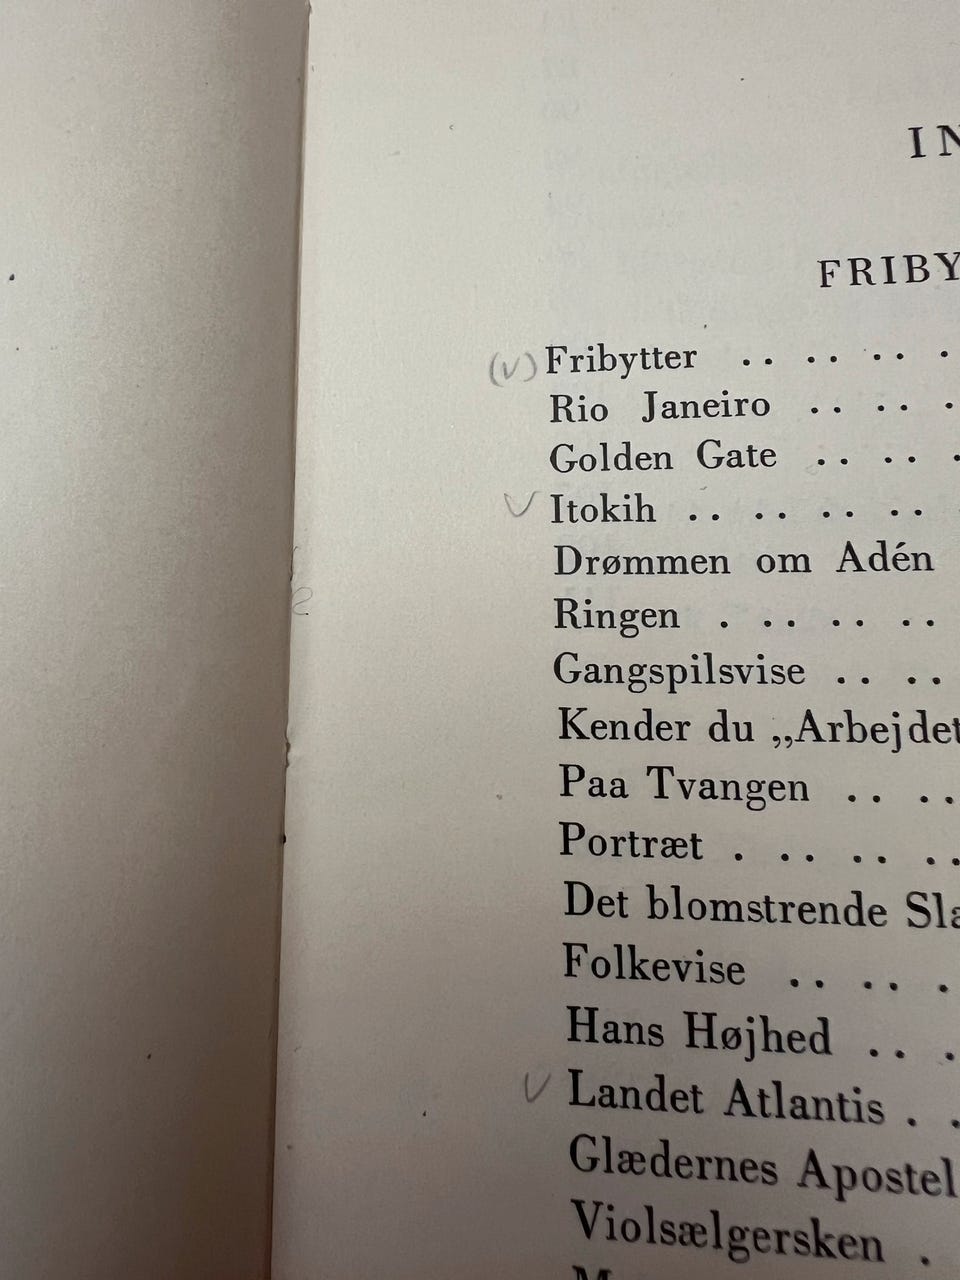 IN
FRIBY
(v) Fribytter .. .. .. .
Rio Janeiro .. .. .
Golden Gate .. .. .
v Itokih .. .. .. ..
Drømmen om Adén
Ringen . .. .. ..
Gangspilsvise .. ..
Kender du „Arbejdet
Paa Tvangen .. ..
Portræt . .. .. ..
Det blomstrende Sla
Folkevise .. .. .
Hans Højhed .. .
v Landet Atlantis . .
Glædernes Apostel
Violsælgersken .